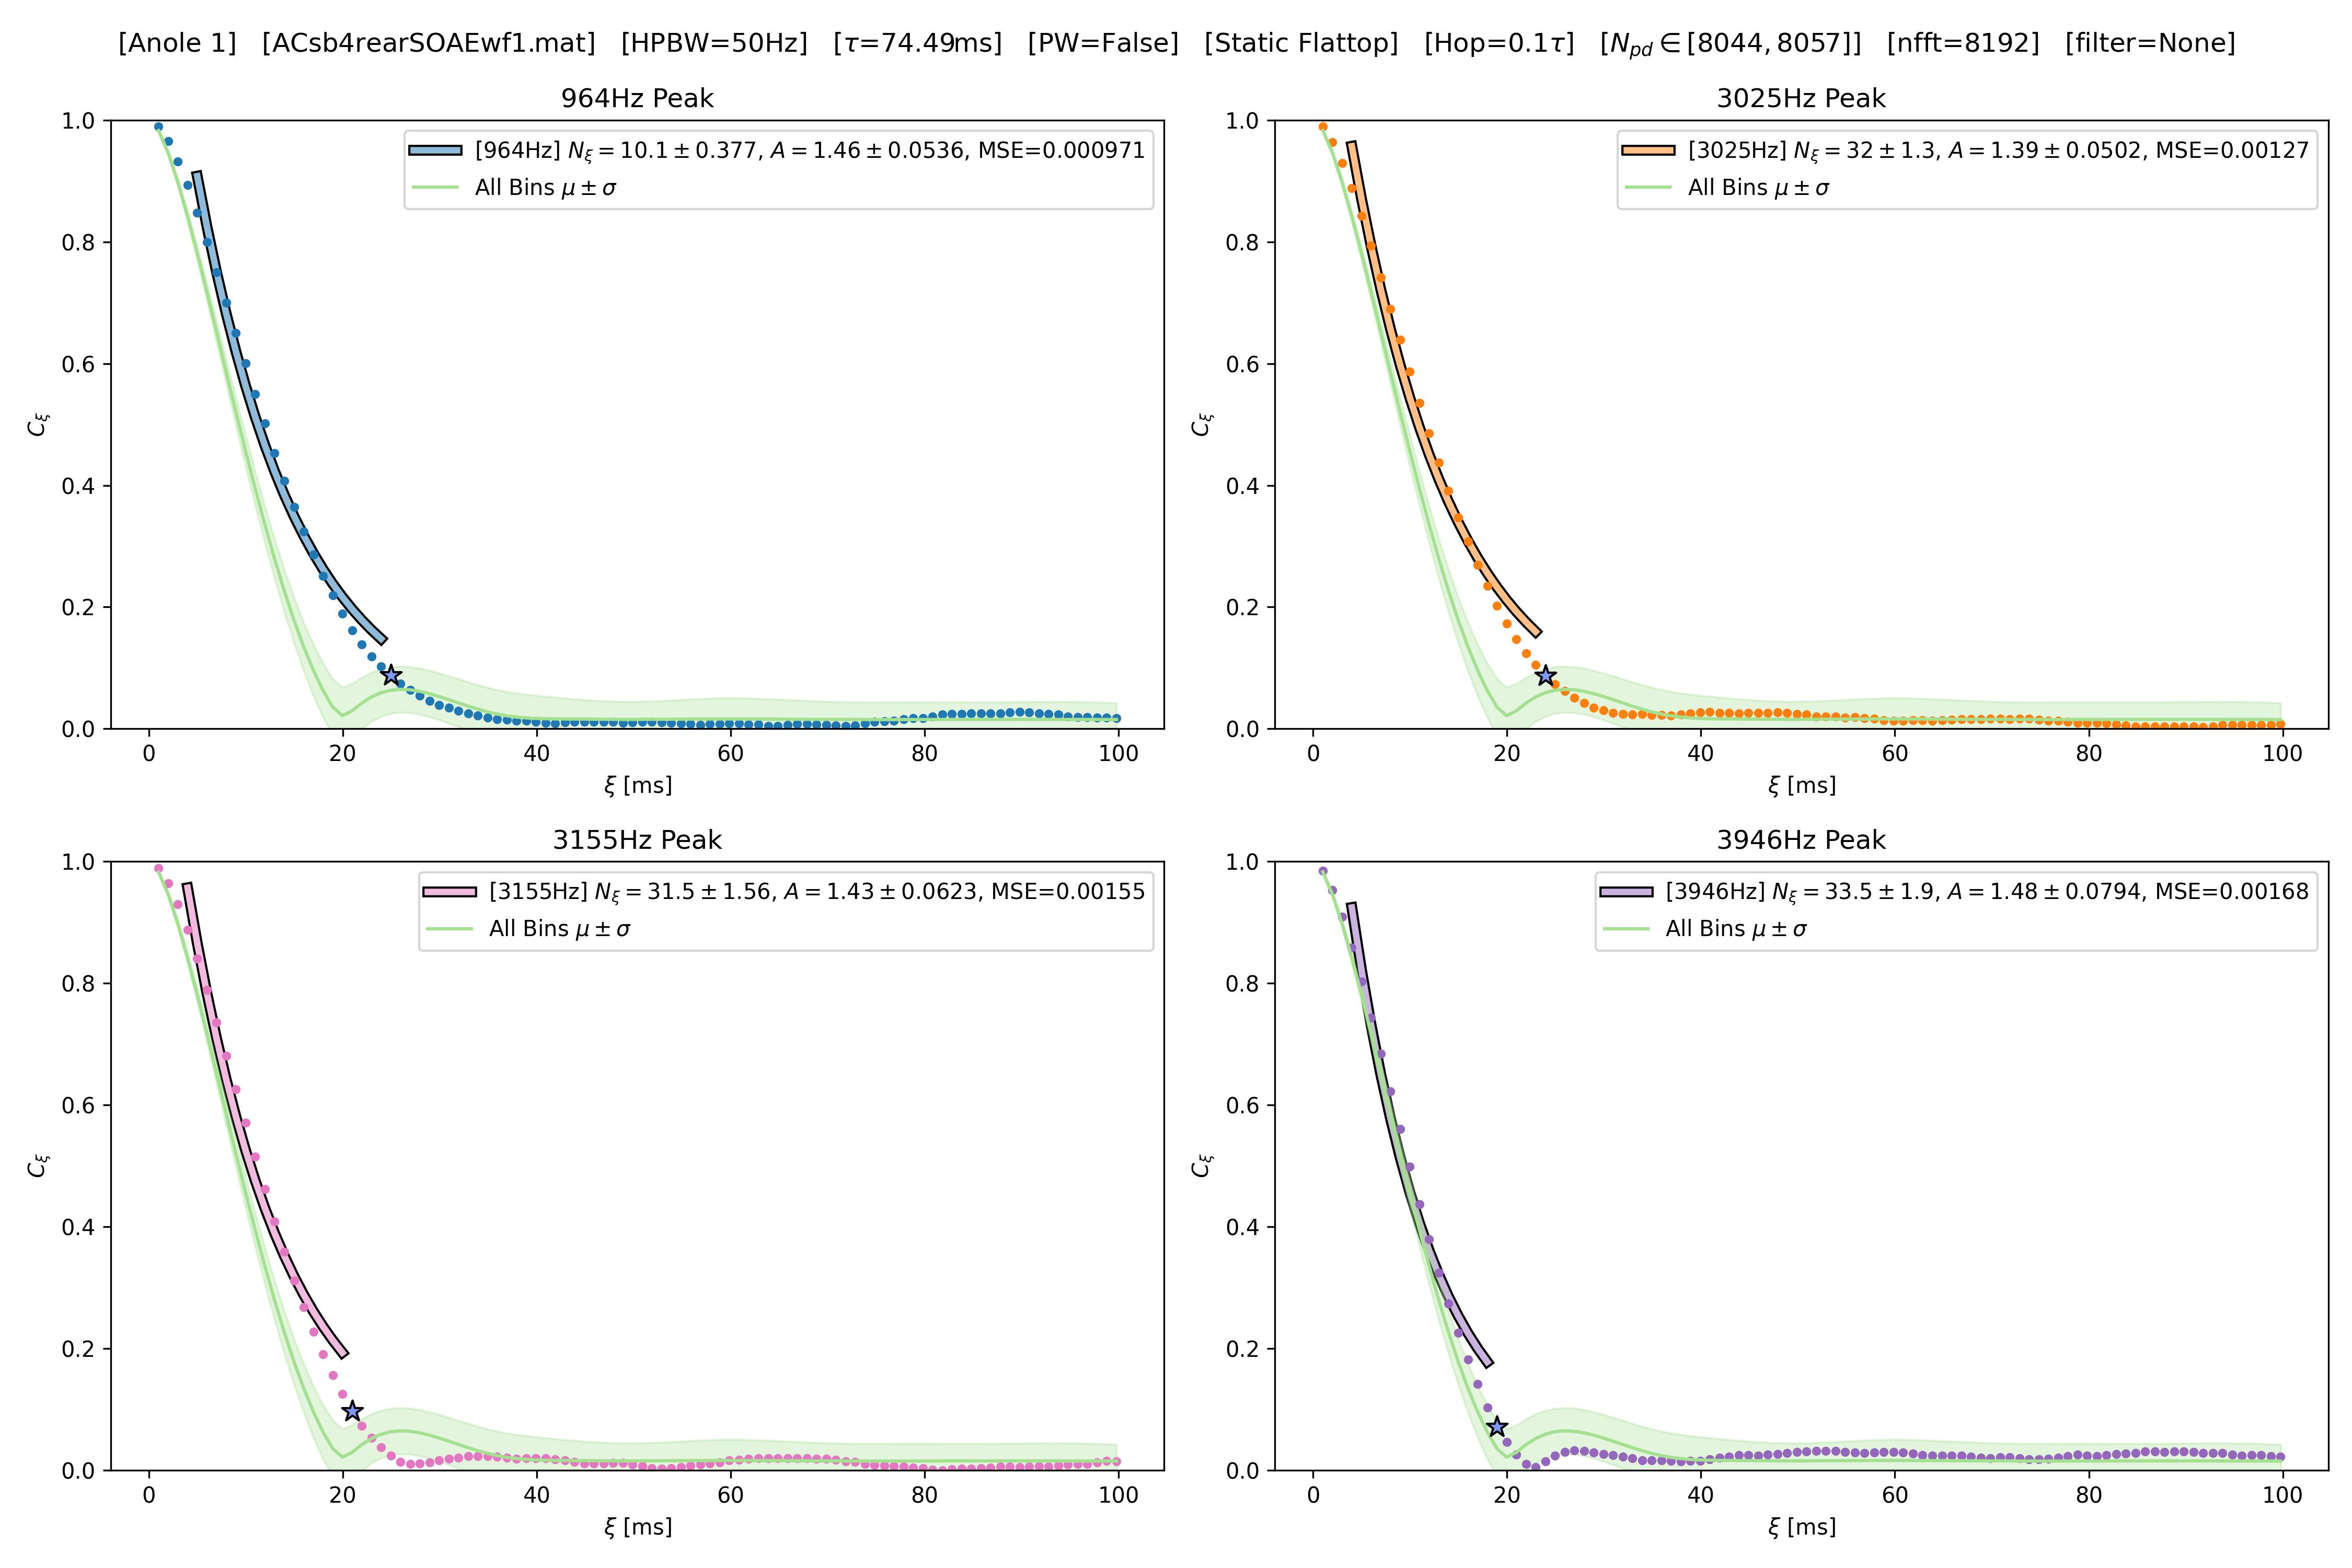 [Anole 1] [ACsb4rearSOAEwf1.mat] [HPBW=50Hz] [τ=74.49ms] [PW=False] [Static Flattop] [Hop=0.1τ] [N_pd ∈ [8044, 8057]] [nfft=8192] [filter=None]
964Hz Peak
[964Hz] N_ξ = 10.1 ± 0.377, A = 1.46 ± 0.0536, MSE=0.000971
All Bins μ ± σ
1.0
0.8
0.6
0.4
0.2
0.0
C_ξ
0 20 40 60 80 100
ξ [ms]
3025Hz Peak
[3025Hz] N_ξ = 32 ± 1.3, A = 1.39 ± 0.0502, MSE=0.00127
All Bins μ ± σ
1.0
0.8
0.6
0.4
0.2
0.0
C_ξ
0 20 40 60 80 100
ξ [ms]
3155Hz Peak
[3155Hz] N_ξ = 31.5 ± 1.56, A = 1.43 ± 0.0623, MSE=0.00155
All Bins μ ± σ
1.0
0.8
0.6
0.4
0.2
0.0
C_ξ
0 20 40 60 80 100
ξ [ms]
3946Hz Peak
[3946Hz] N_ξ = 33.5 ± 1.9, A = 1.48 ± 0.0794, MSE=0.00168
All Bins μ ± σ
1.0
0.8
0.6
0.4
0.2
0.0
C_ξ
0 20 40 60 80 100
ξ [ms]